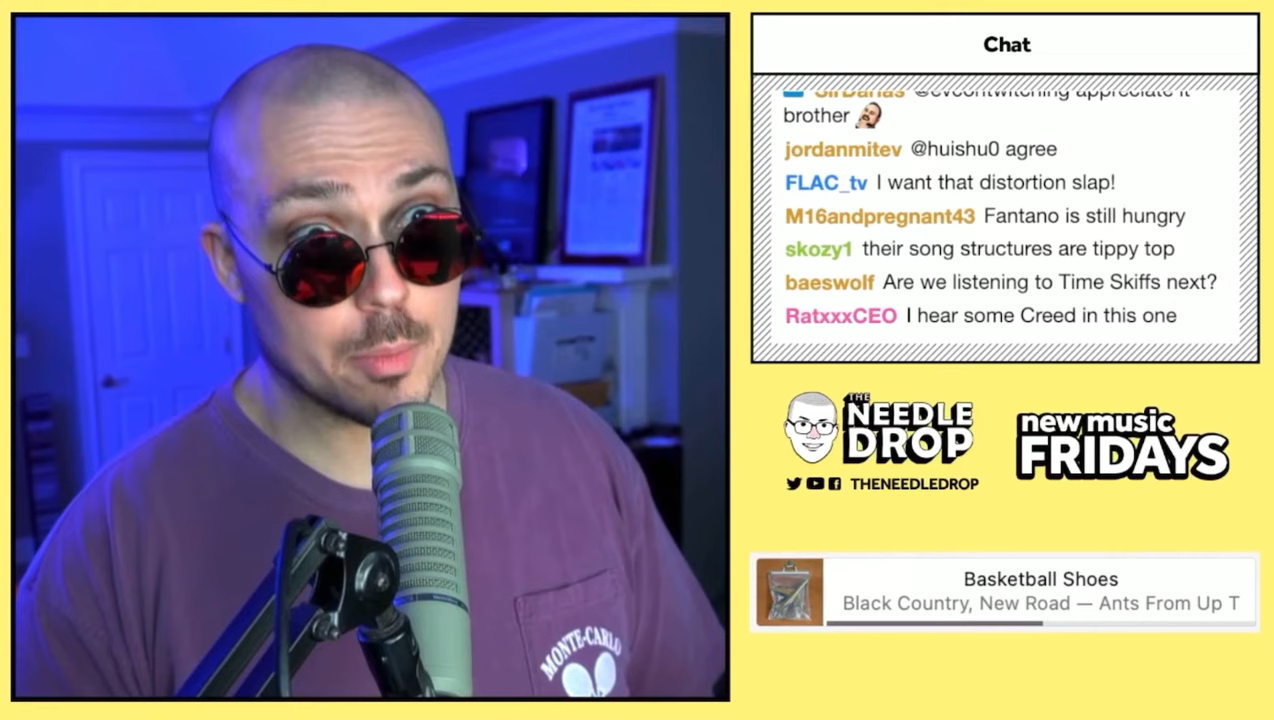 Chat
brother
jordanmitev @huishu0 agree
FLAC_tv I want that distortion slap!
M16andpregnant43 Fantano is still hungry
skozy1 their song structures are tippy top
baeswolf Are we listening to Time Skiffs next?
RatxxxCEO I hear some Creed in this one
THE
NEEDLE
DROP
THENEEDLEDROP
new music
FRIDAYS
Basketball Shoes
Black Country, New Road — Ants From Up T
MONTE-CARLO